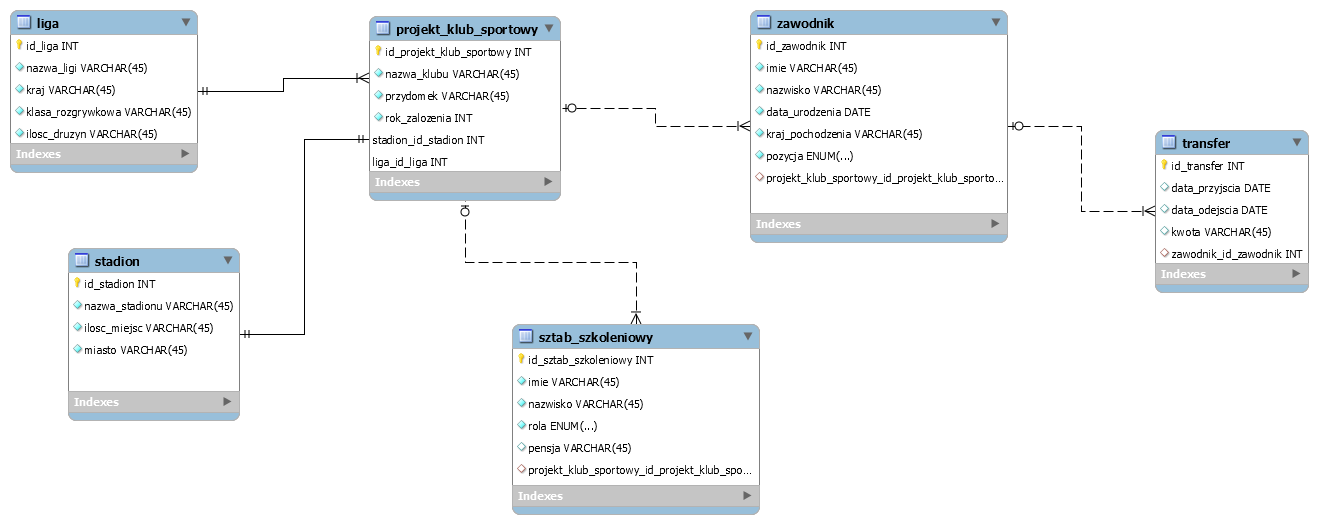 liga
id_liga INT
nazwa_ligi VARCHAR(45)
kraj VARCHAR(45)
klasa_rozgrywkowa VARCHAR(45)
ilosc_druzyn VARCHAR(45)
Indexes
projekt_klub_sportowy
id_projekt_klub_sportowy INT
nazwa_klubu VARCHAR(45)
przydomek VARCHAR(45)
rok_zalozenia INT
stadion_id_stadion INT
liga_id_liga INT
Indexes
zawodnik
id_zawodnik INT
imie VARCHAR(45)
nazwisko VARCHAR(45)
data_urodzenia DATE
kraj_pochodzenia VARCHAR(45)
pozycja ENUM(...)
projekt_klub_sportowy_id_projekt_klub_sporto...
Indexes
transfer
id_transfer INT
data_przyjscia DATE
data_odejscia DATE
kwota VARCHAR(45)
zawodnik_id_zawodnik INT
Indexes
stadion
id_stadion INT
nazwa_stadionu VARCHAR(45)
ilosc_miejsc VARCHAR(45)
miasto VARCHAR(45)
Indexes
sztab_szkoleniowy
id_sztab_szkoleniowy INT
imie VARCHAR(45)
nazwisko VARCHAR(45)
rola ENUM(...)
pensja VARCHAR(45)
projekt_klub_sportowy_id_projekt_klub_spo...
Indexes